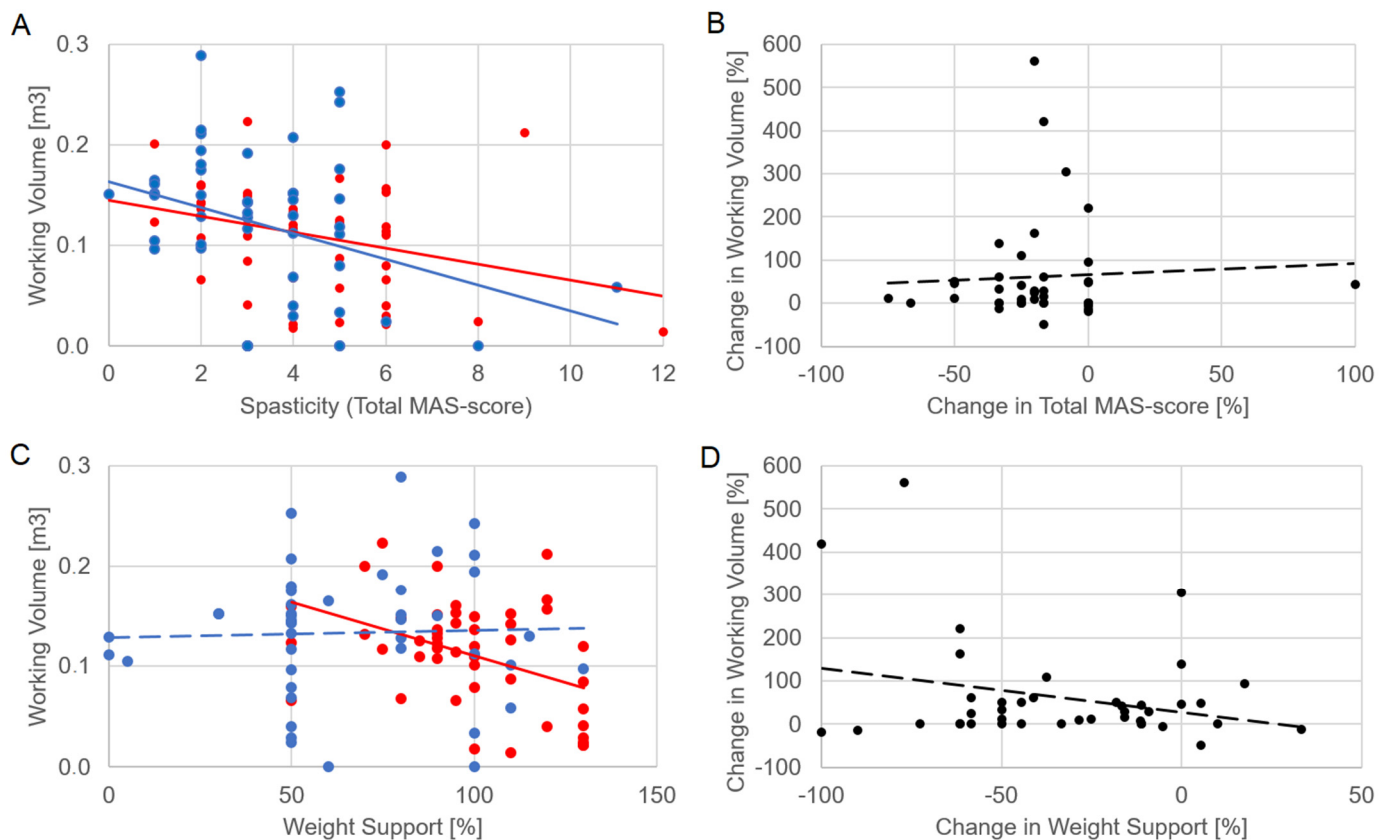 A
Working Volume [m3]
0.3
0.2
0.1
0.0
0 2 4 6 8 10 12
Spasticity (Total MAS-score)
B
Change in Working Volume [%]
600
500
400
300
200
100
0
-100
-100 -50 0 50 100
Change in Total MAS-score [%]
C
Working Volume [m3]
0.3
0.2
0.1
0.0
0 50 100 150
Weight Support [%]
D
Change in Working Volume [%]
600
500
400
300
200
100
0
-100
-100 -50 0 50
Change in Weight Support [%]